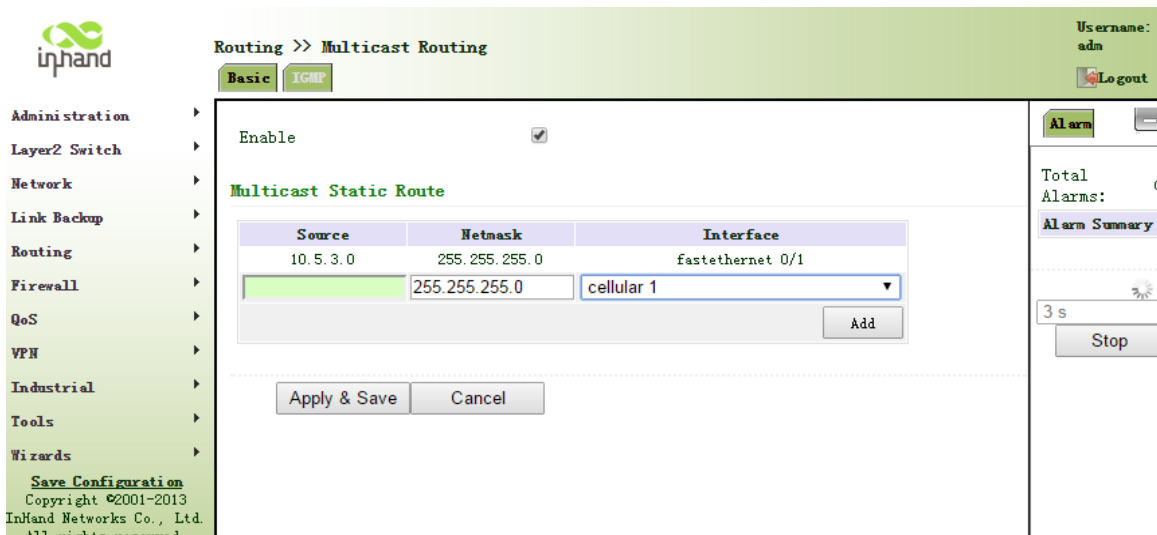 inhand
Routing >> Multicast Routing
Username:
adm
Logout
Basic
IGMP
Administration
Layer2 Switch
Network
Link Backup
Routing
Firewall
QoS
VPN
Industrial
Tools
Wizards
Save Configuration
Copyright ©2001-2013
InHand Networks Co., Ltd.
All rights reserved
Enable
Multicast Static Route
Source Netmask Interface
10.5.3.0 255.255.255.0 fastethernet 0/1
255.255.255.0 cellular 1
Add
Apply & Save
Cancel
Alarm
Total
Alarms:
Alarm Summary
3 s
Stop